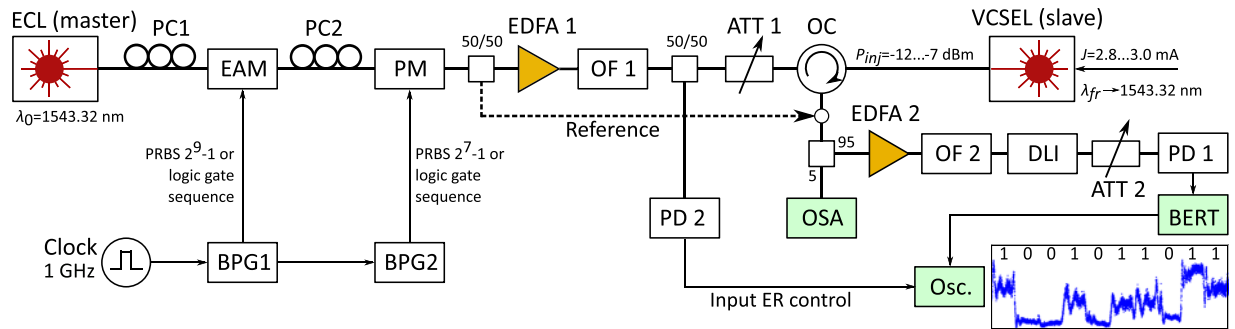 ECL (master)
PC1
PC2
EDFA 1
ATT 1
OC
VCSEL (slave)
50/50
50/50
EAM
PM
OF 1
P_inj=-12...-7 dBm
J=2.8...3.0 mA
λ_fr→1543.32 nm
λ_0=1543.32 nm
Reference
EDFA 2
95
OF 2
DLI
PD 1
5
ATT 2
PRBS 2^9-1 or
logic gate
sequence
PRBS 2^7-1 or
logic gate
sequence
PD 2
OSA
BERT
Clock
1 GHz
BPG1
BPG2
Input ER control
Osc.
1 0 0 1 0 1 1 0 1 1